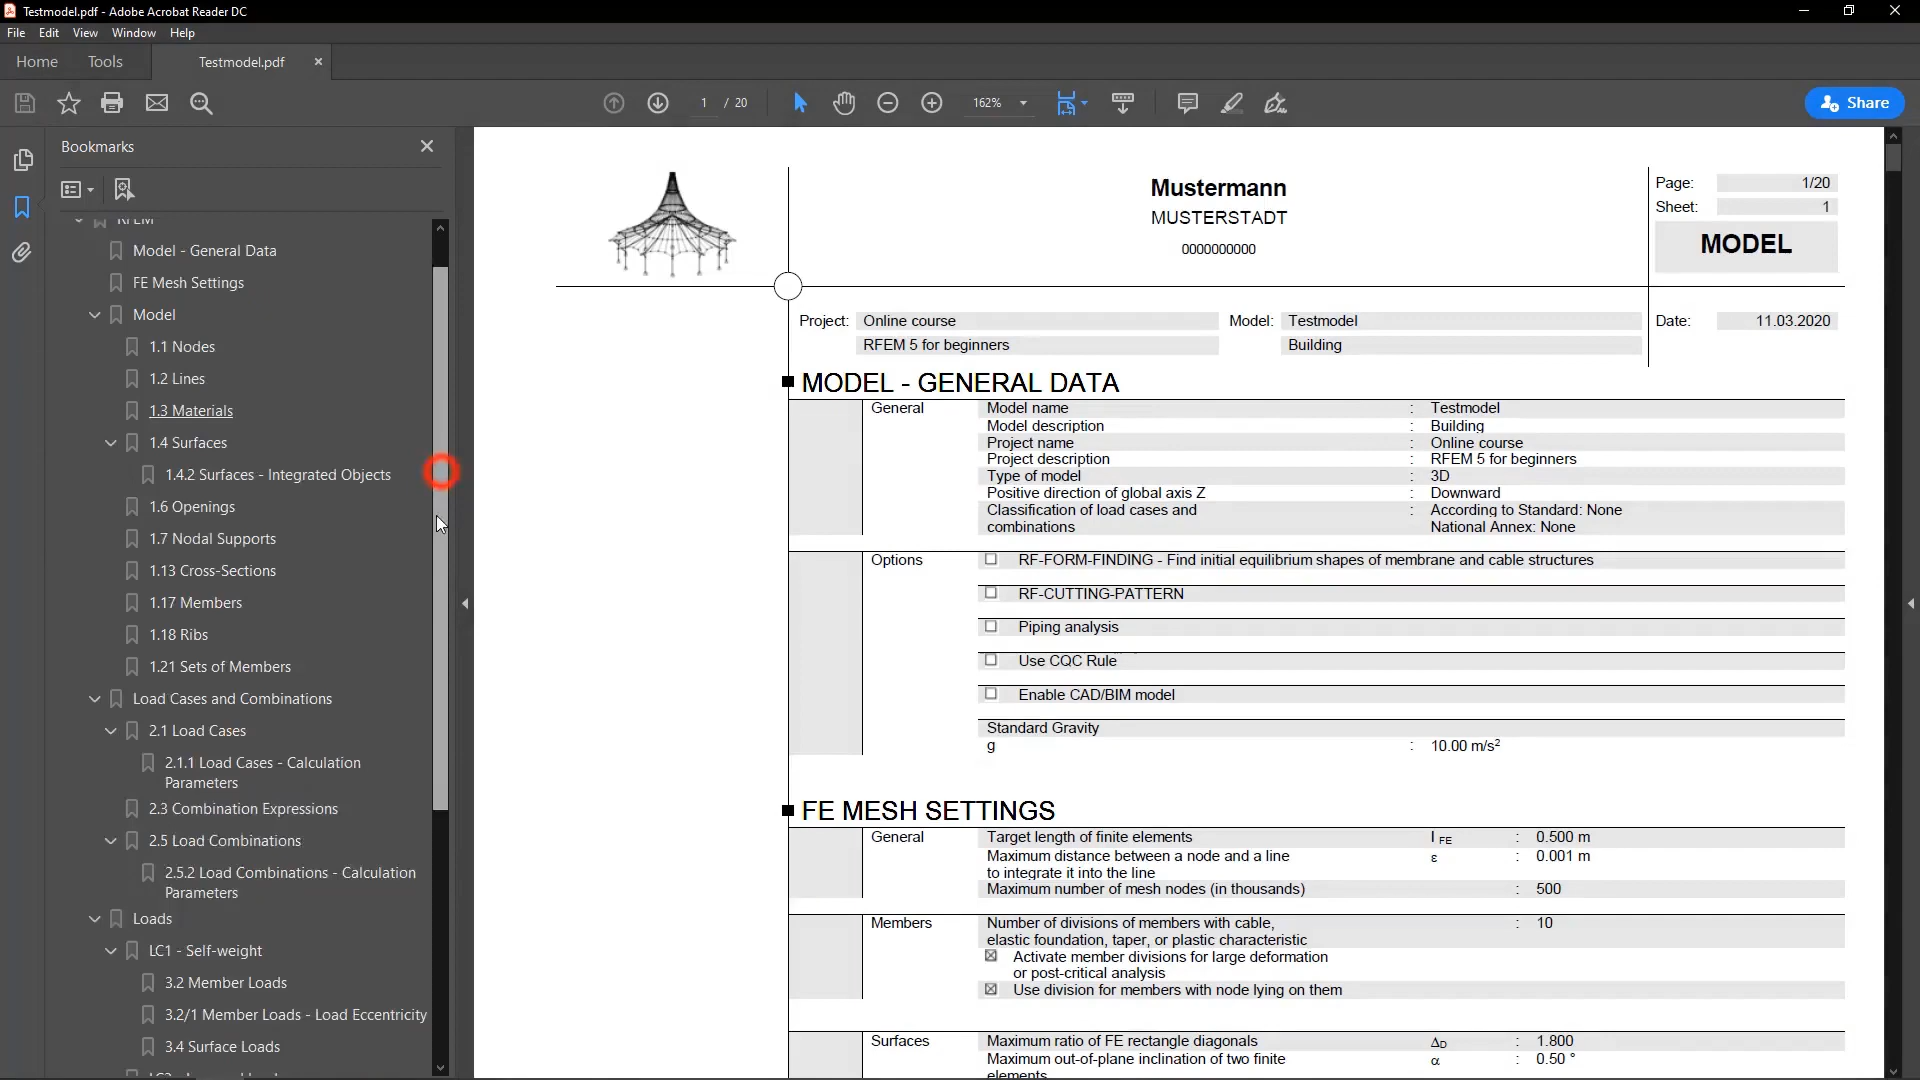 Testmodel.pdf - Adobe Acrobat Reader DC
File Edit View Window Help
Home Tools Testmodel.pdf
1 / 20 162% Share
Bookmarks
RFEM
Model - General Data
FE Mesh Settings
Model
1.1 Nodes
1.2 Lines
1.3 Materials
1.4 Surfaces
1.4.2 Surfaces - Integrated Objects
1.6 Openings
1.7 Nodal Supports
1.13 Cross-Sections
1.17 Members
1.18 Ribs
1.21 Sets of Members
Load Cases and Combinations
2.1 Load Cases
2.1.1 Load Cases - Calculation
Parameters
2.3 Combination Expressions
2.5 Load Combinations
2.5.2 Load Combinations - Calculation
Parameters
Loads
LC1 - Self-weight
3.2 Member Loads
3.2/1 Member Loads - Load Eccentricity
3.4 Surface Loads
Mustermann
MUSTERSTADT
0000000000
Page: 1/20
Sheet: 1
MODEL
Project: Online course Model: Testmodel Date: 11.03.2020
RFEM 5 for beginners Building
MODEL - GENERAL DATA
General Model name : Testmodel
Model description : Building
Project name : Online course
Project description : RFEM 5 for beginners
Type of model : 3D
Positive direction of global axis Z : Downward
Classification of load cases and : According to Standard: None
combinations National Annex: None
Options RF-FORM-FINDING - Find initial equilibrium shapes of membrane and cable structures
RF-CUTTING-PATTERN
Piping analysis
Use CQC Rule
Enable CAD/BIM model
Standard Gravity
g : 10.00 m/s²
FE MESH SETTINGS
General Target length of finite elements l FE : 0.500 m
Maximum distance between a node and a line ε : 0.001 m
to integrate it into the line
Maximum number of mesh nodes (in thousands) : 500
Members Number of divisions of members with cable, : 10
elastic foundation, taper, or plastic characteristic
Activate member divisions for large deformation
or post-critical analysis
Use division for members with node lying on them
Surfaces Maximum ratio of FE rectangle diagonals ΔD : 1.800
Maximum out-of-plane inclination of two finite α : 0.50 °
elements